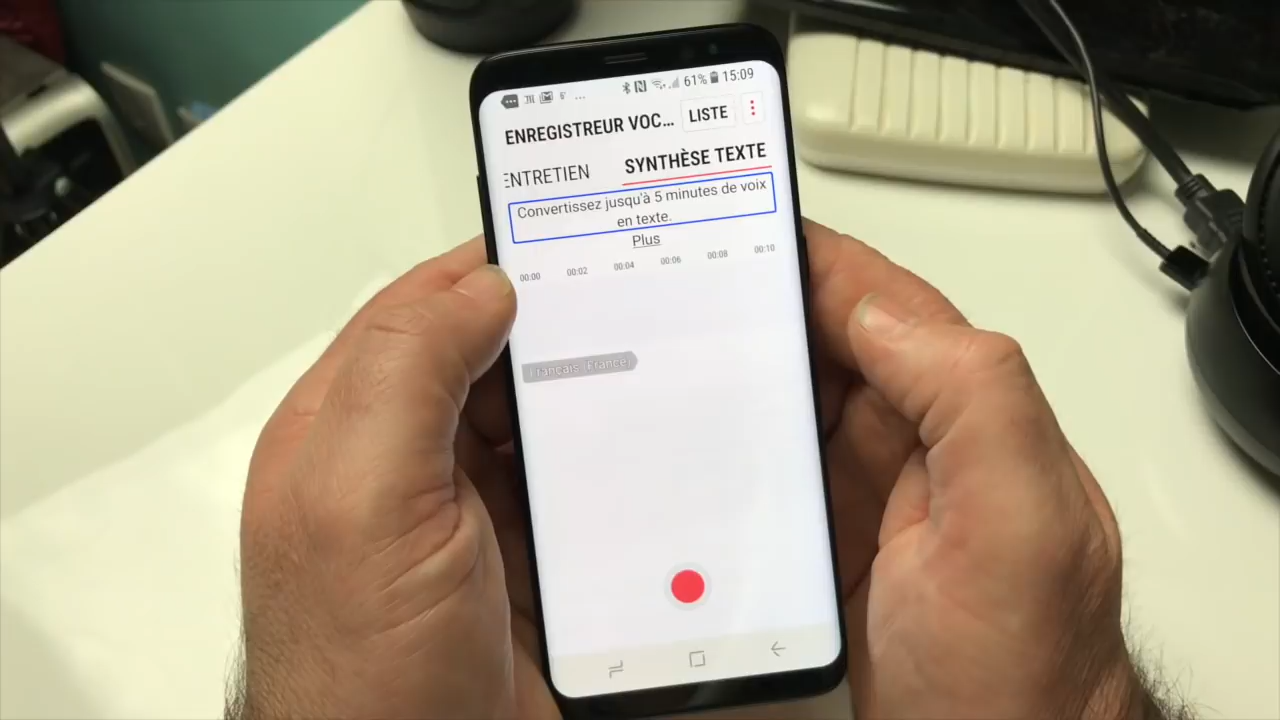 61% 15:09
ENREGISTREUR VOC... LISTE
ENTRETIEN SYNTHÈSE TEXTE
Convertissez jusqu'à 5 minutes de voix
en texte.
Plus
00:00 00:02 00:04 00:06 00:08 00:10
Français (France)